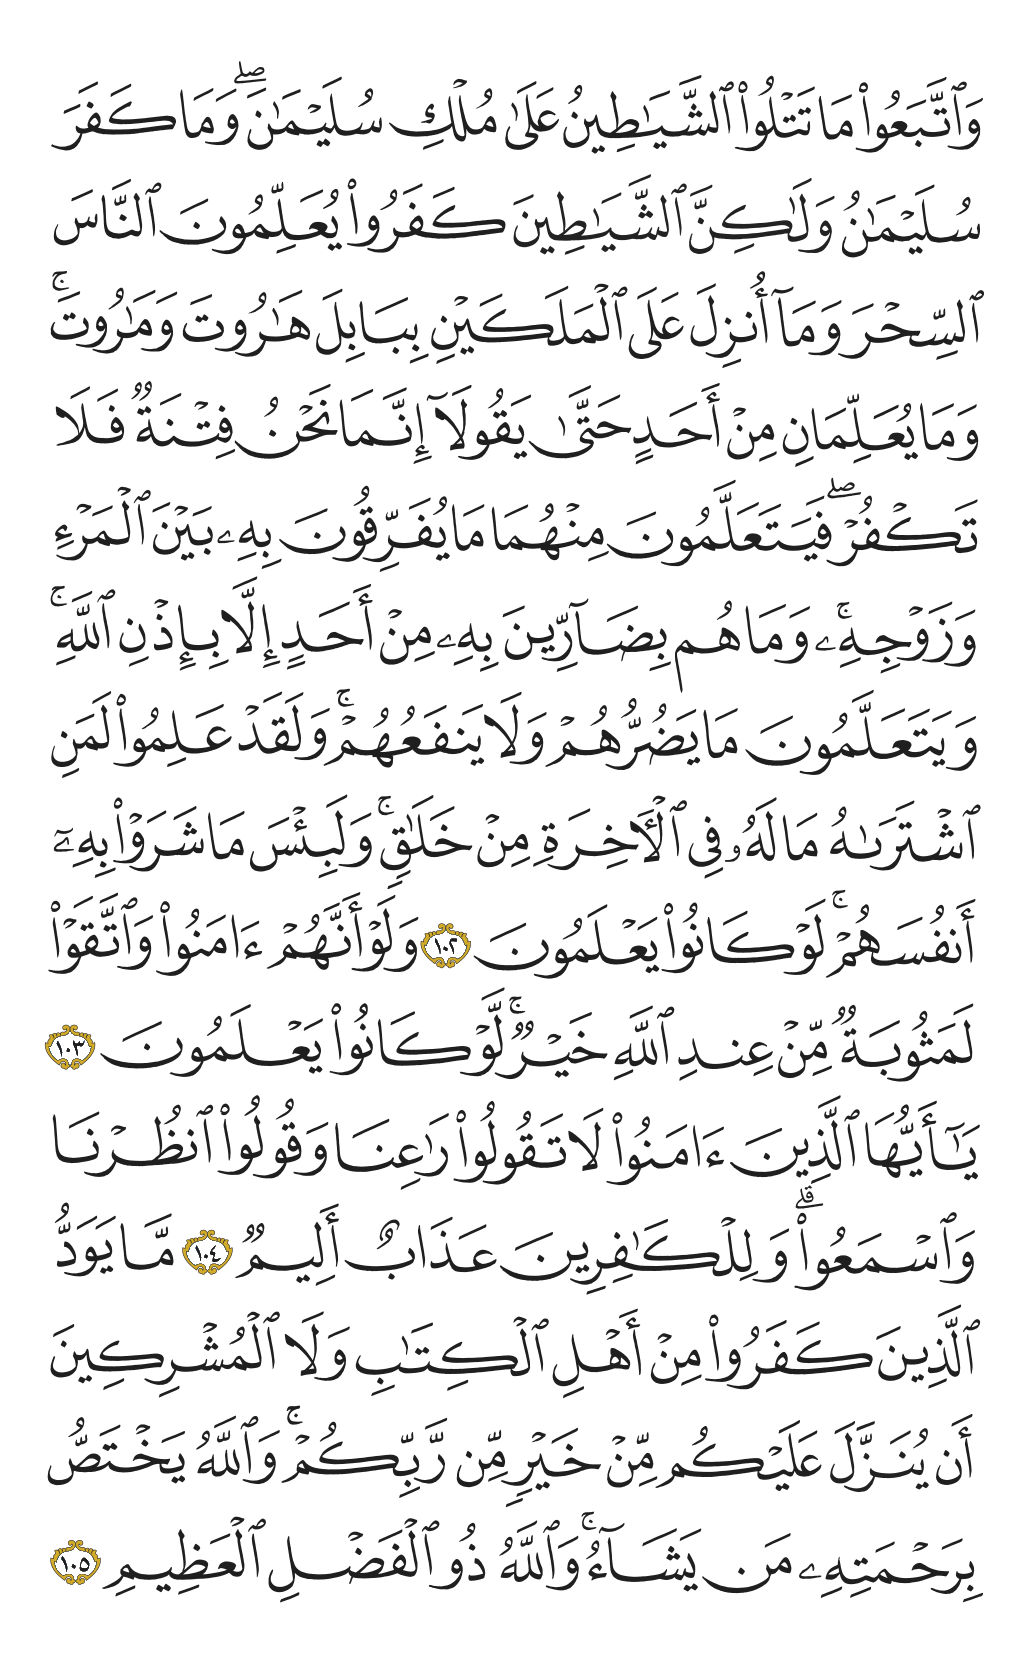 وَٱتَّبَعُوا۟ مَا تَتْلُوا۟ ٱلشَّيَـٰطِينُ عَلَىٰ مُلْكِ سُلَيْمَـٰنَ ۖ وَمَا كَفَرَ
سُلَيْمَـٰنُ وَلَـٰكِنَّ ٱلشَّيَـٰطِينَ كَفَرُوا۟ يُعَلِّمُونَ ٱلنَّاسَ
ٱلسِّحْرَ وَمَآ أُنزِلَ عَلَى ٱلْمَلَكَيْنِ بِبَابِلَ هَـٰرُوتَ وَمَـٰرُوتَ ۚ
وَمَا يُعَلِّمَانِ مِنْ أَحَدٍ حَتَّىٰ يَقُولَآ إِنَّمَا نَحْنُ فِتْنَةٌ فَلَا
تَكْفُرْ ۖ فَيَتَعَلَّمُونَ مِنْهُمَا مَا يُفَرِّقُونَ بِهِۦ بَيْنَ ٱلْمَرْءِ
وَزَوْجِهِۦ ۚ وَمَا هُم بِضَآرِّينَ بِهِۦ مِنْ أَحَدٍ إِلَّا بِإِذْنِ ٱللَّهِ ۚ
وَيَتَعَلَّمُونَ مَا يَضُرُّهُمْ وَلَا يَنفَعُهُمْ ۚ وَلَقَدْ عَلِمُوا۟ لَمَنِ
ٱشْتَرَىٰهُ مَا لَهُۥ فِى ٱلْـَٔاخِرَةِ مِنْ خَلَـٰقٍ ۚ وَلَبِئْسَ مَا شَرَوْا۟ بِهِۦٓ
أَنفُسَهُمْ ۚ لَوْ كَانُوا۟ يَعْلَمُونَ ١٠٢ وَلَوْ أَنَّهُمْ ءَامَنُوا۟ وَٱتَّقَوْا۟
لَمَثُوبَةٌ مِّنْ عِندِ ٱللَّهِ خَيْرٌ ۚ لَّوْ كَانُوا۟ يَعْلَمُونَ ١٠٣
يَـٰٓأَيُّهَا ٱلَّذِينَ ءَامَنُوا۟ لَا تَقُولُوا۟ رَٰعِنَا وَقُولُوا۟ ٱنظُرْنَا
وَٱسْمَعُوا۟ ۗ وَلِلْكَـٰفِرِينَ عَذَابٌ أَلِيمٌ ١٠٤ مَّا يَوَدُّ
ٱلَّذِينَ كَفَرُوا۟ مِنْ أَهْلِ ٱلْكِتَـٰبِ وَلَا ٱلْمُشْرِكِينَ
أَن يُنَزَّلَ عَلَيْكُم مِّنْ خَيْرٍ مِّن رَّبِّكُمْ ۚ وَٱللَّهُ يَخْتَصُّ
بِرَحْمَتِهِۦ مَن يَشَآءُ ۚ وَٱللَّهُ ذُو ٱلْفَضْلِ ٱلْعَظِيمِ ١٠٥